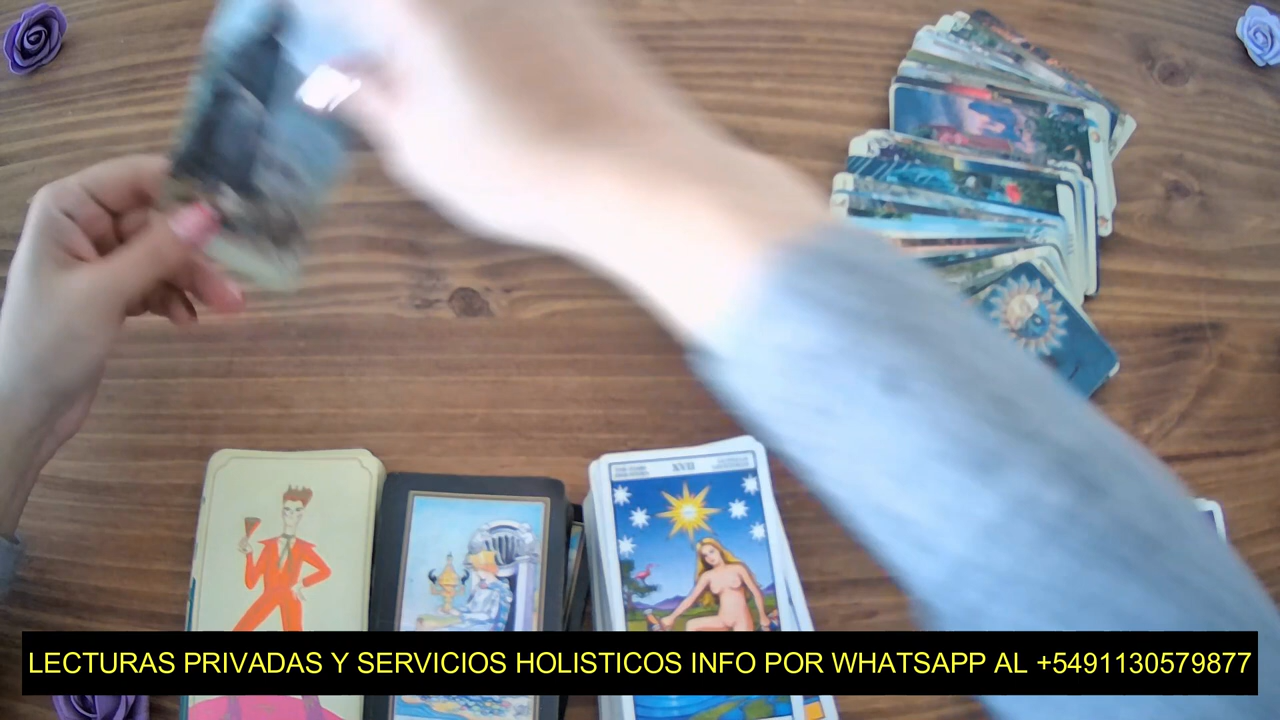 XVII
LECTURAS PRIVADAS Y SERVICIOS HOLISTICOS INFO POR WHATSAPP AL +5491130579877